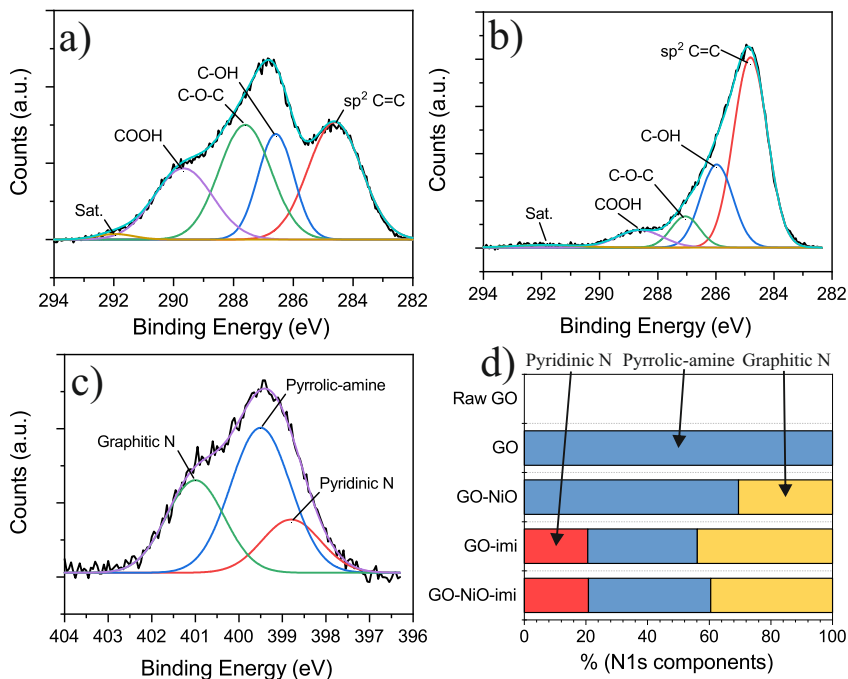 a)
C-OH
C-O-C
sp² C=C
COOH
Sat.
Counts (a.u.)
294 292 290 288 286 284 282
Binding Energy (eV)
b)
sp² C=C
C-OH
C-O-C
COOH
Sat.
Counts (a.u.)
294 292 290 288 286 284 282
Binding Energy (eV)
c)
Pyrrolic-amine
Graphitic N
Pyridinic N
Counts (a.u.)
404 403 402 401 400 399 398 397 396
Binding Energy (eV)
d)
Pyridinic N Pyrrolic-amine Graphitic N
Raw GO
GO
GO-NiO
GO-imi
GO-NiO-imi
0 20 40 60 80 100
% (N1s components)